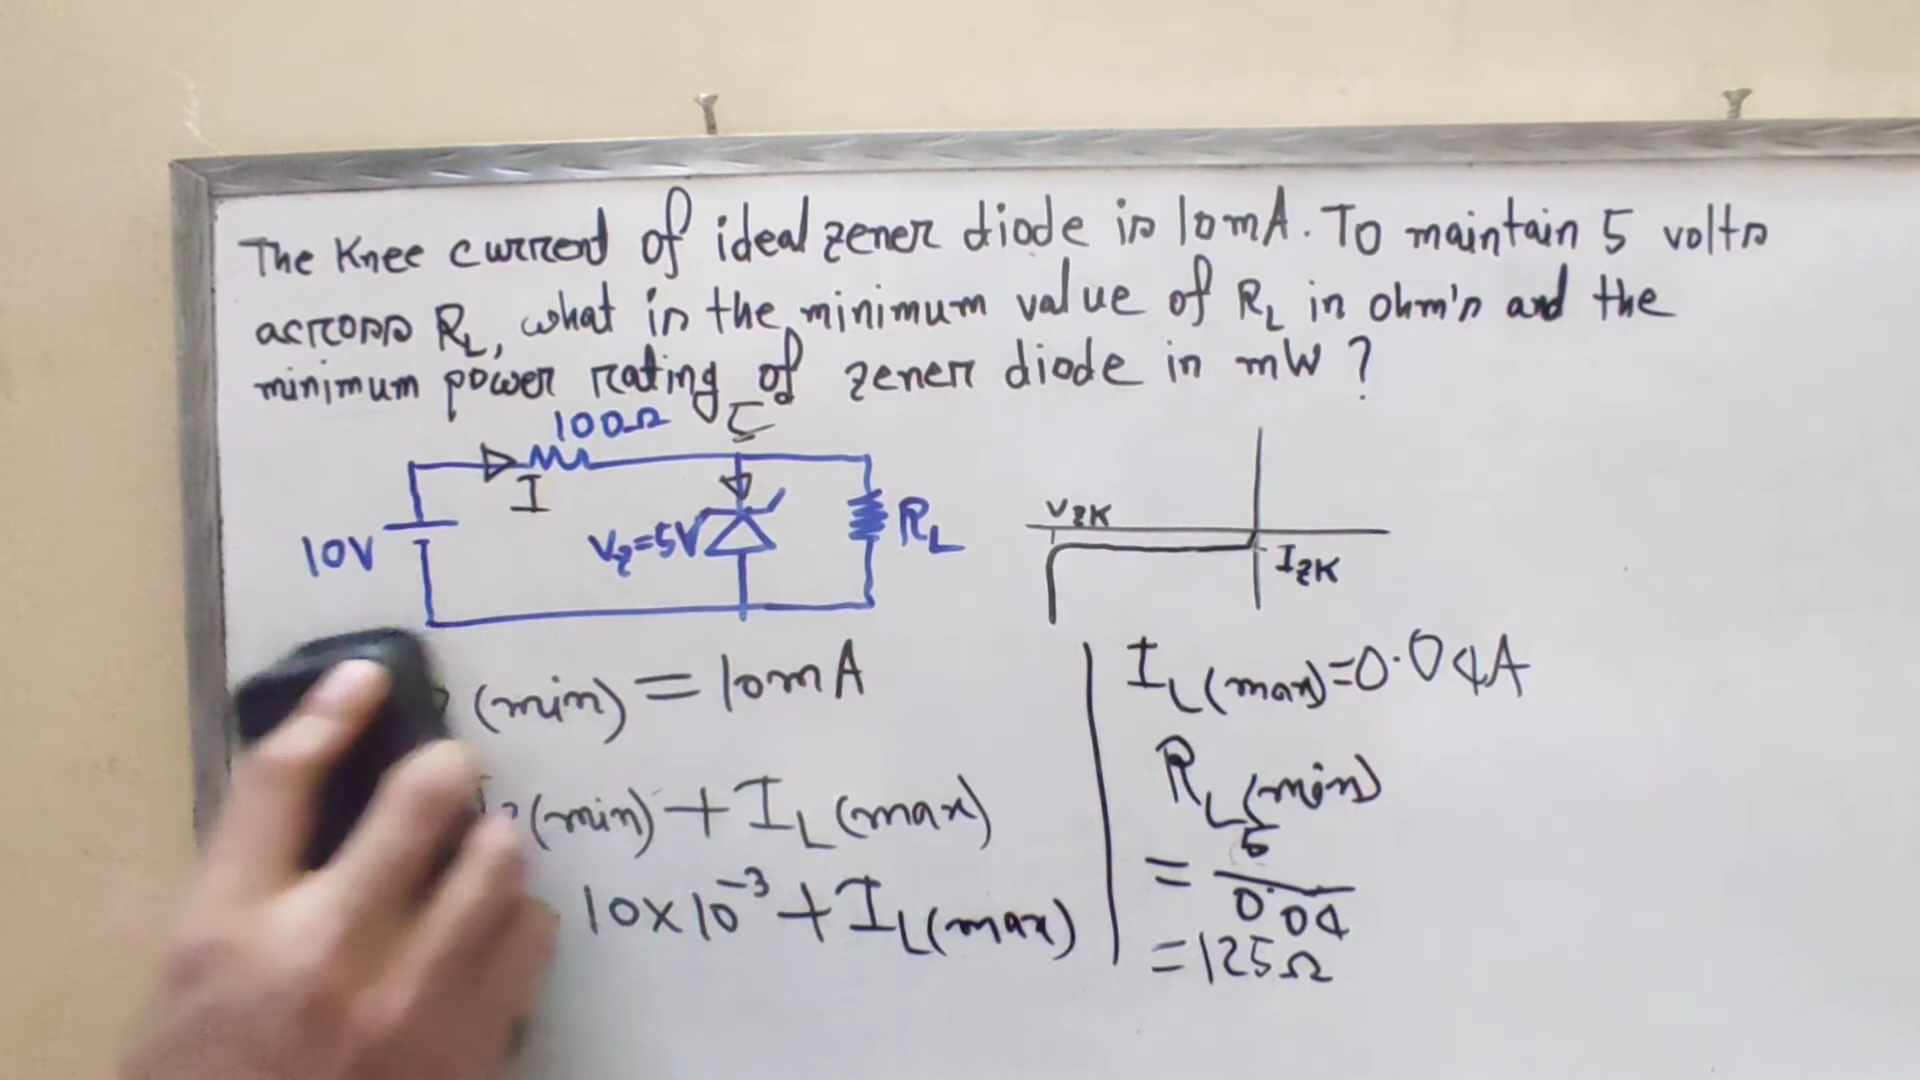 The Knee current of ideal zener diode is 10mA. To maintain 5 volts
across RL, what is the minimum value of RL in ohm's and the
minimum power rating of zener diode in mW ?
100Ω
I
10V
Vz=5V
RL
VZK
IZK
(min) = 10mA
(min) + IL(max)
10×10⁻³ + IL(max)
IL(max)=0.04A
RL(min)
= 5/0.04
=125Ω